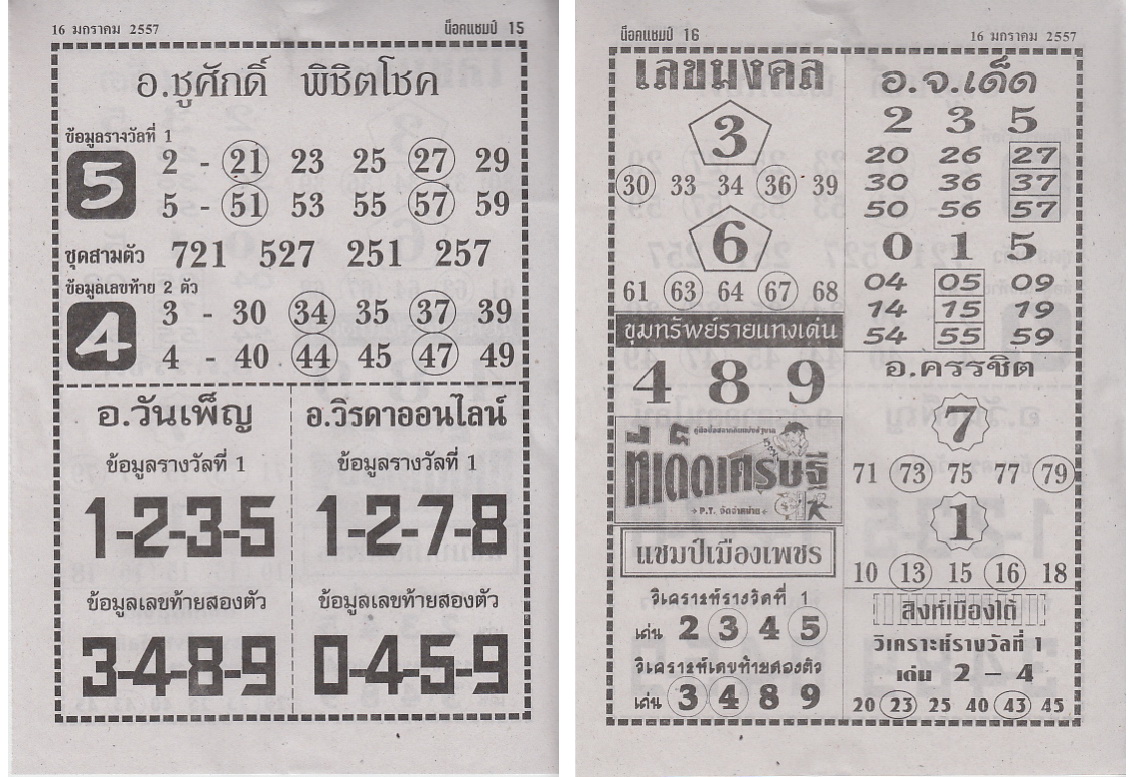 16 มกราคม 2557
น็อคแชมป์ 15
อ.ชูศักดิ์ พิชิตโชค
ข้อมูลรางวัลที่ 1
5
2 - 21 23 25 27 29
5 - 51 53 55 57 59
ชุดสามตัว 721 527 251 257
ข้อมูลเลขท้าย 2 ตัว
4
3 - 30 34 35 37 39
4 - 40 44 45 47 49
อ.วันเพ็ญ
ข้อมูลรางวัลที่ 1
1-2-3-5
ข้อมูลเลขท้ายสองตัว
3-4-8-9
อ.วิรดาออนไลน์
ข้อมูลรางวัลที่ 1
1-2-7-8
ข้อมูลเลขท้ายสองตัว
0-4-5-9
น็อคแชมป์ 16
16 มกราคม 2557
เลขมงคล
3
30 33 34 36 39
6
61 63 64 67 68
ขุมทรัพย์รายแทงเด่น
4 8 9
ที่เด็ดเศรษฐี
P.T. จัดจำหน่าย
แชมป์เมืองเพชร
วิเคราะห์รางวัลที่ 1
เด่น 2 3 4 5
วิเคราะห์เลขท้ายสองตัว
เด่น 3 4 8 9
อ.จ.เด็ด
2 3 5
20 26 27
30 36 37
50 56 57
0 1 5
04 05 09
14 15 19
54 55 59
อ.ครรชิต
7
71 73 75 77 79
1
10 13 15 16 18
สิงห์เมืองใต้
วิเคราะห์รางวัลที่ 1
เด่น 2 - 4
20 23 25 40 43 45